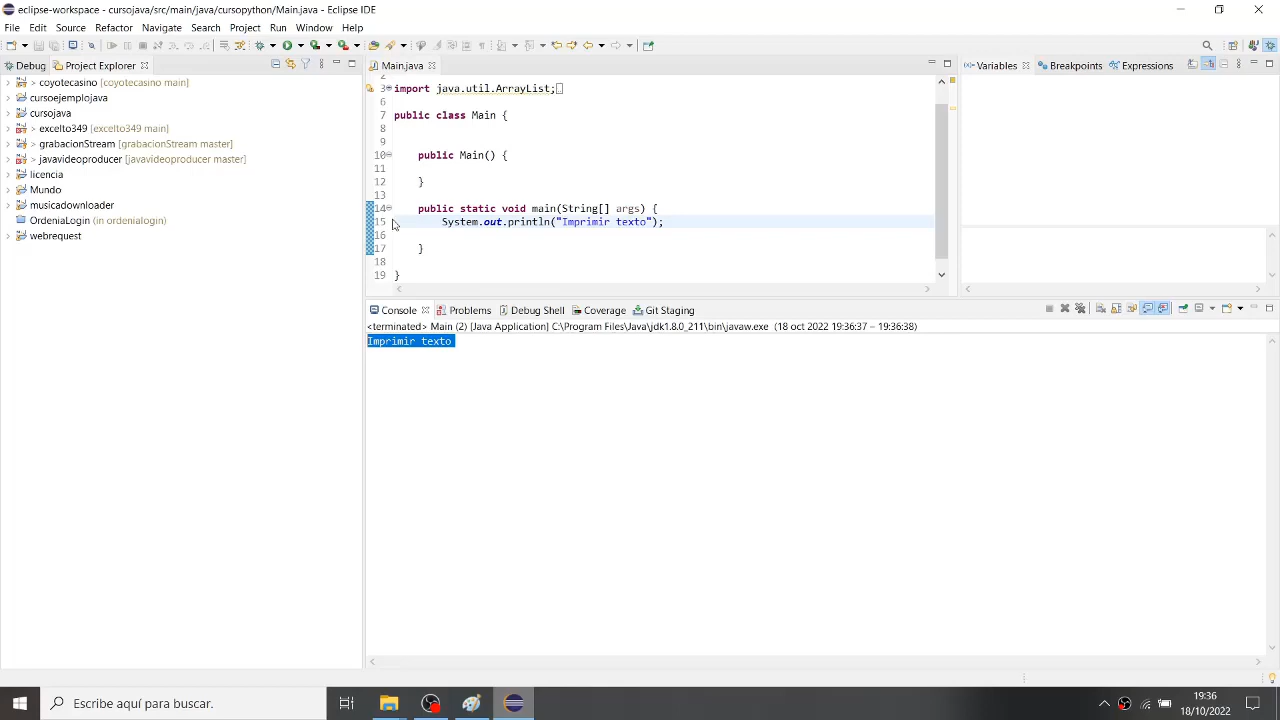 eclipse-workspace - cursojava/src/main/java/cursopython/Main.java - Eclipse IDE
File Edit Source Refactor Navigate Search Project Run Window Help
Debug Project Explorer
coyotecasino [coyotecasino main]
cursoejemplojava
cursojava
excelto349 [excelto349 main]
grabacionStream [grabacionStream master]
javavideoproducer [javavideoproducer master]
licencia
Mundo
musicadownloader
OrdeniaLogin (in ordenialogin)
webrequest
Main.java
2
3 import java.util.ArrayList;
6
7 public class Main {
8
9
10 public Main() {
11
12 }
13
14 public static void main(String[] args) {
15 System.out.println("Imprimir texto");
16
17 }
18
19 }
Variables Breakpoints Expressions
Console Problems Debug Shell Coverage Git Staging
<terminated> Main (2) [Java Application] C:\Program Files\Java\jdk1.8.0_211\bin\javaw.exe (18 oct 2022 19:36:37 – 19:36:38)
Imprimir texto
Escribe aquí para buscar.
19:36
18/10/2022